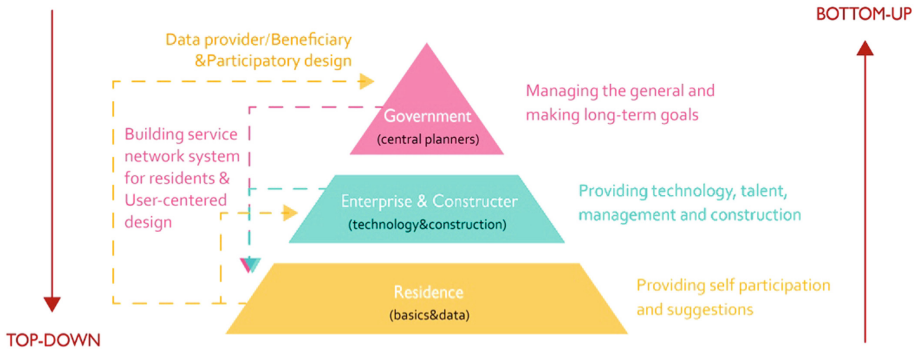 BOTTOM-UP
Data provider/Beneficiary
&Participatory design
Government
(central planners)
Managing the general and
making long-term goals
Building service
network system
for residents &
User-centered
design
Enterprise & Constructer
(technology&construction)
Providing technology, talent,
management and construction
Residence
(basics&data)
Providing self participation
and suggestions
TOP-DOWN